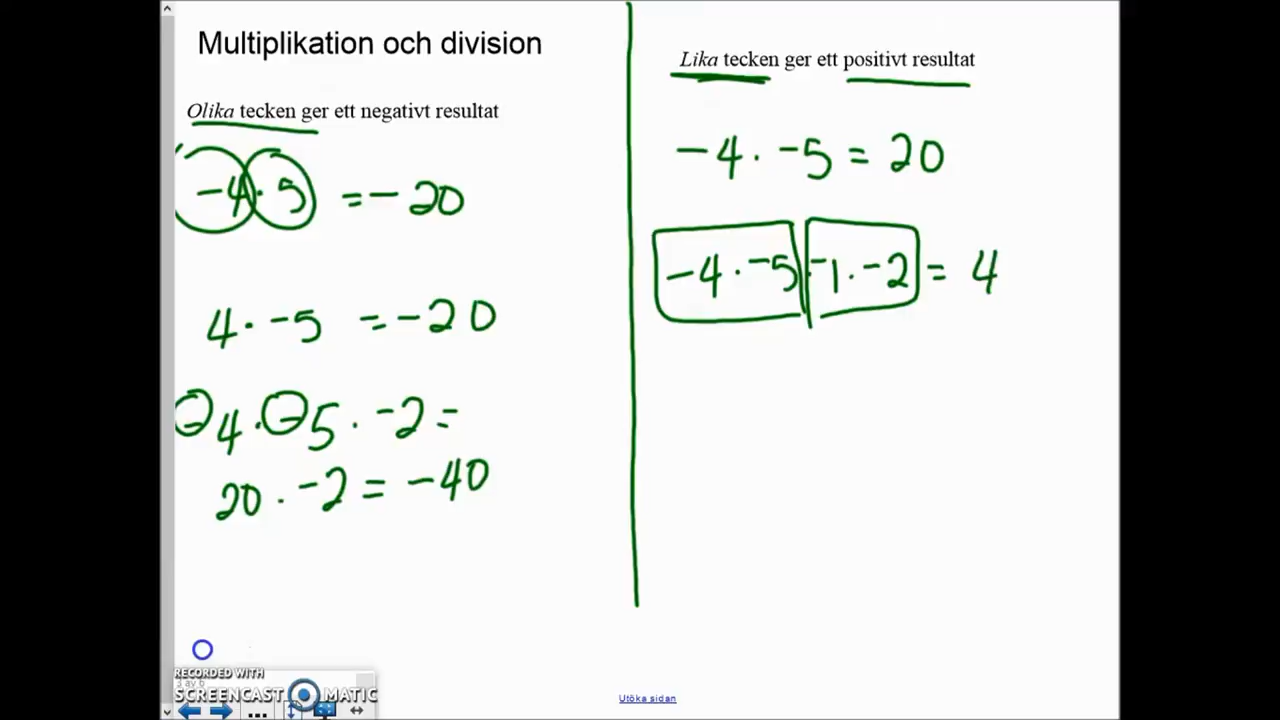 Multiplikation och division
Olika tecken ger ett negativt resultat
-4 · 5 = -20
4 · -5 = -20
-4 · -5 · -2 =
20 · -2 = -40
Lika tecken ger ett positivt resultat
-4 · -5 = 20
-4 · -5 · -1 · -2 = 4
RECORDED WITH
SCREENCAST MATIC
Utöka sidan